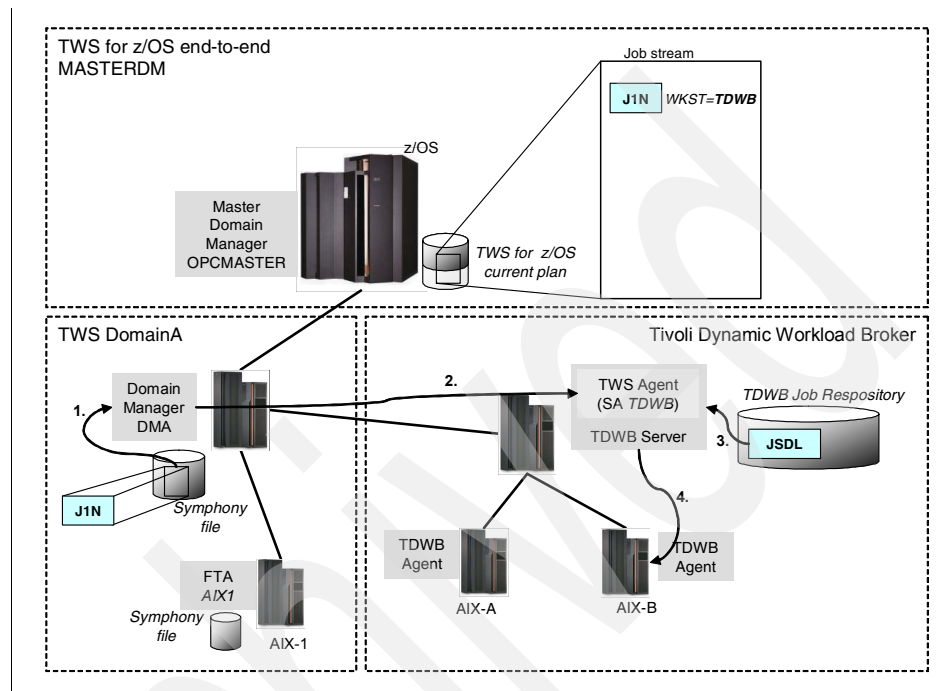 TWS for z/OS end-to-end
MASTERDM
Job stream
J1N WKST=TDWB
z/OS
Master
Domain
Manager
OPCMASTER
TWS for z/OS
current plan
TWS DomainA
Domain
Manager
DMA
1.
J1N
Symphony
file
FTA
AIX1
Symphony
file
AIX-1
Tivoli Dynamic Workload Broker
2.
TWS Agent
(SA TDWB)
TDWB Server
TDWB Job Respository
3.
JSDL
4.
TDWB
Agent
AIX-A
TDWB
Agent
AIX-B